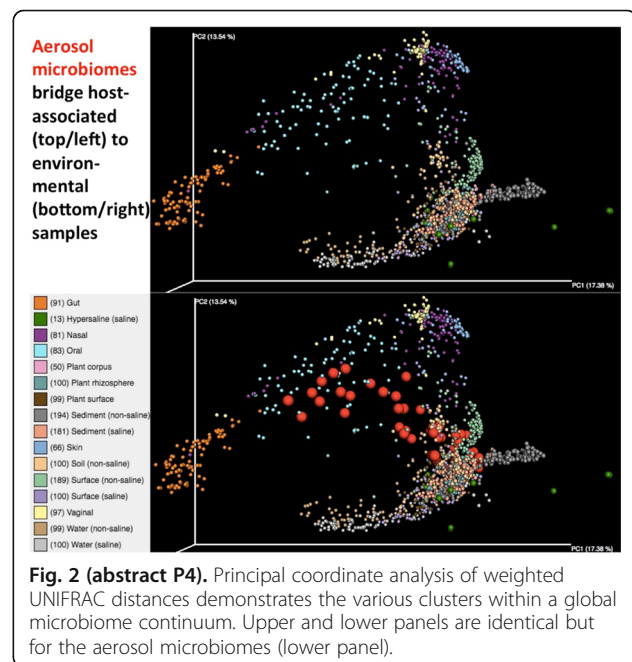 Aerosol
microbiomes
bridge host-
associated
(top/left) to
environ-
mental
(bottom/right)
samples
PC2 (13.54 %)
PC1 (17.38 %)
(91) Gut
(13) Hypersaline (saline)
(81) Nasal
(83) Oral
(50) Plant corpus
(100) Plant rhizosphere
(99) Plant surface
(194) Sediment (non-saline)
(181) Sediment (saline)
(66) Skin
(100) Soil (non-saline)
(189) Surface (non-saline)
(100) Surface (saline)
(97) Vaginal
(99) Water (non-saline)
(100) Water (saline)
PC2 (13.54 %)
PC1 (17.38 %)
Fig. 2 (abstract P4). Principal coordinate analysis of weighted
UNIFRAC distances demonstrates the various clusters within a global
microbiome continuum. Upper and lower panels are identical but
for the aerosol microbiomes (lower panel).